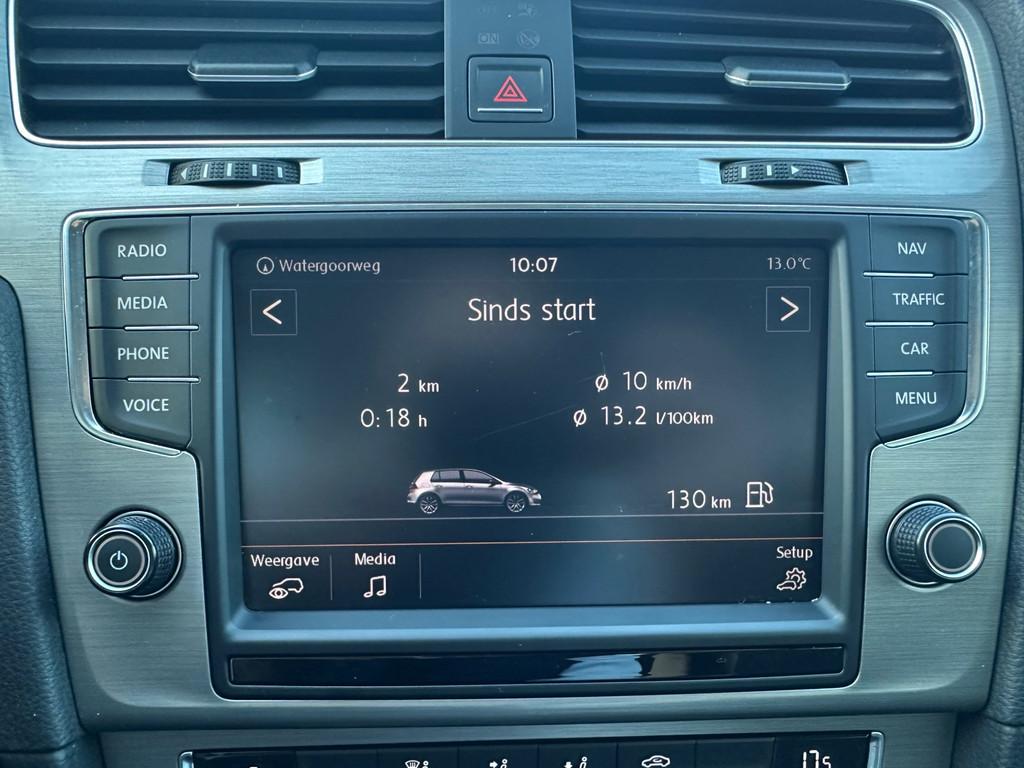 ON
RADIO
MEDIA
PHONE
VOICE
NAV
TRAFFIC
CAR
MENU
Watergoorweg 10:07 13.0°C
< Sinds start >
2 km ø 10 km/h
0:18 h ø 13.2 l/100km
130 km
Weergave Media Setup